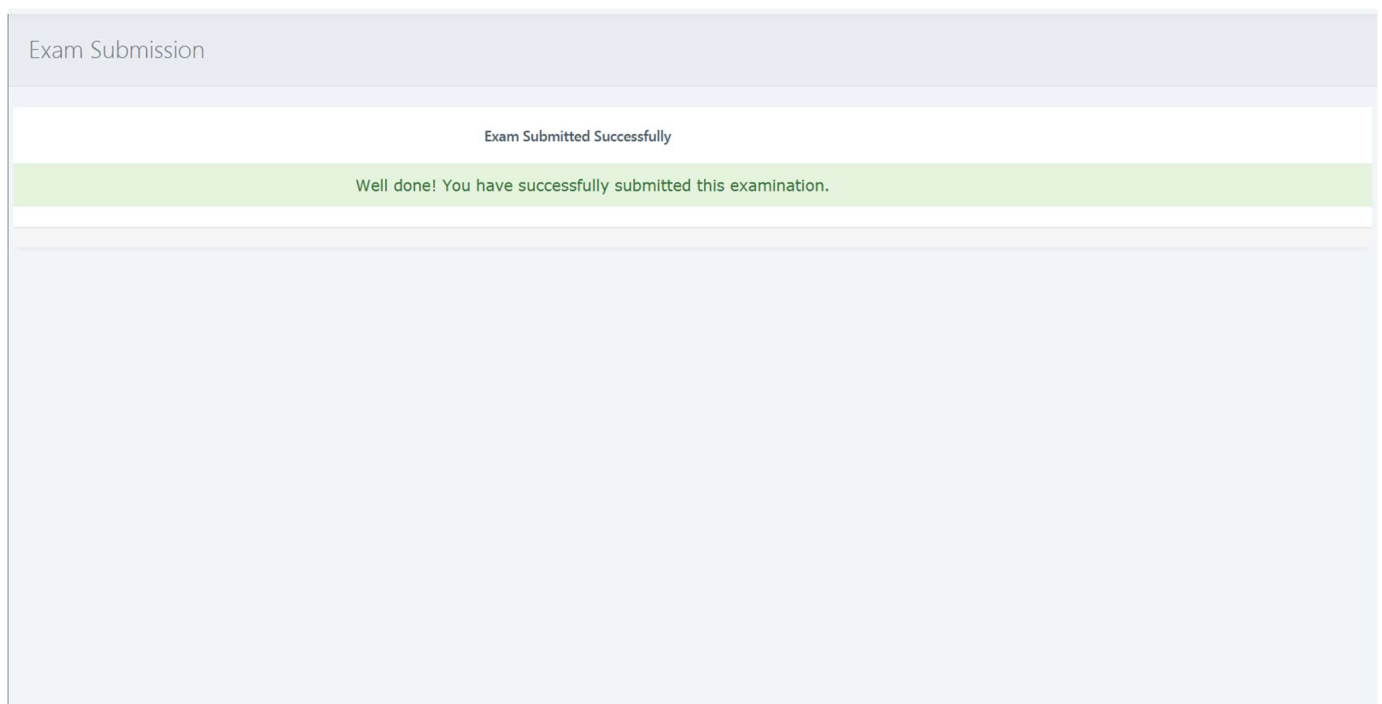 Exam Submission
Exam Submitted Successfully
Well done! You have successfully submitted this examination.